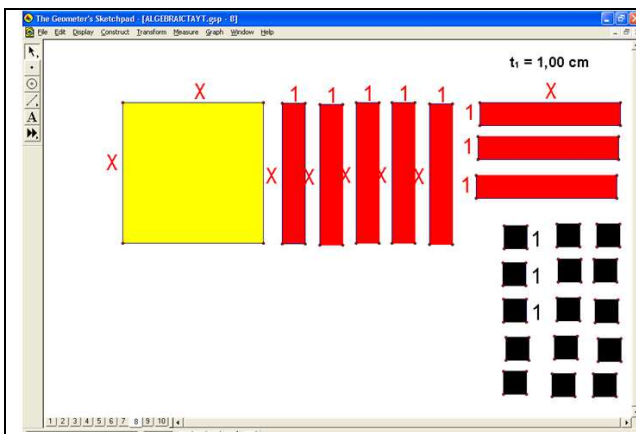 The Geometer's Sketchpad - [ALGEBRAICTAYT.gsp - 8]
File Edit Display Construct Transform Measure Graph Window Help
t₁ = 1,00 cm
X 1 1 1 1 1 X
1
1
X X X X X X
1
1
1
1
A
1 2 3 4 5 6 7 8 9 10